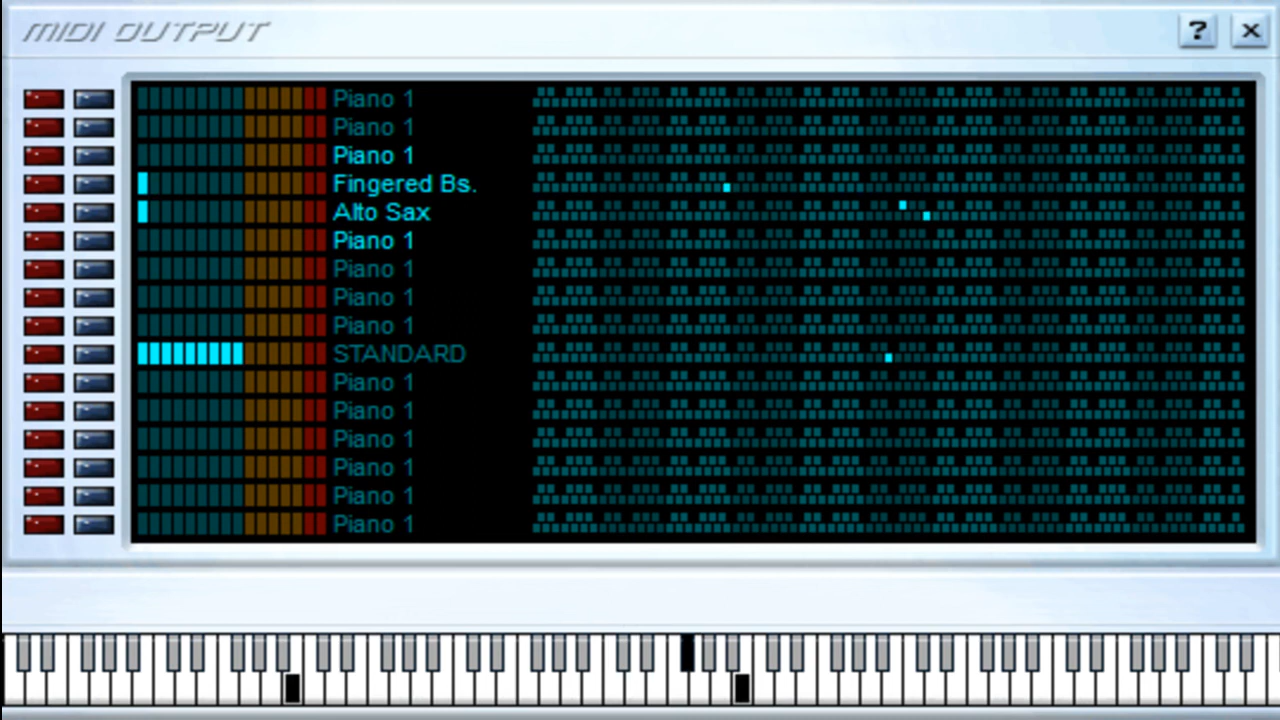 MIDI OUTPUT
? ×
Piano 1
Piano 1
Piano 1
Fingered Bs.
Alto Sax
Piano 1
Piano 1
Piano 1
Piano 1
STANDARD
Piano 1
Piano 1
Piano 1
Piano 1
Piano 1
Piano 1